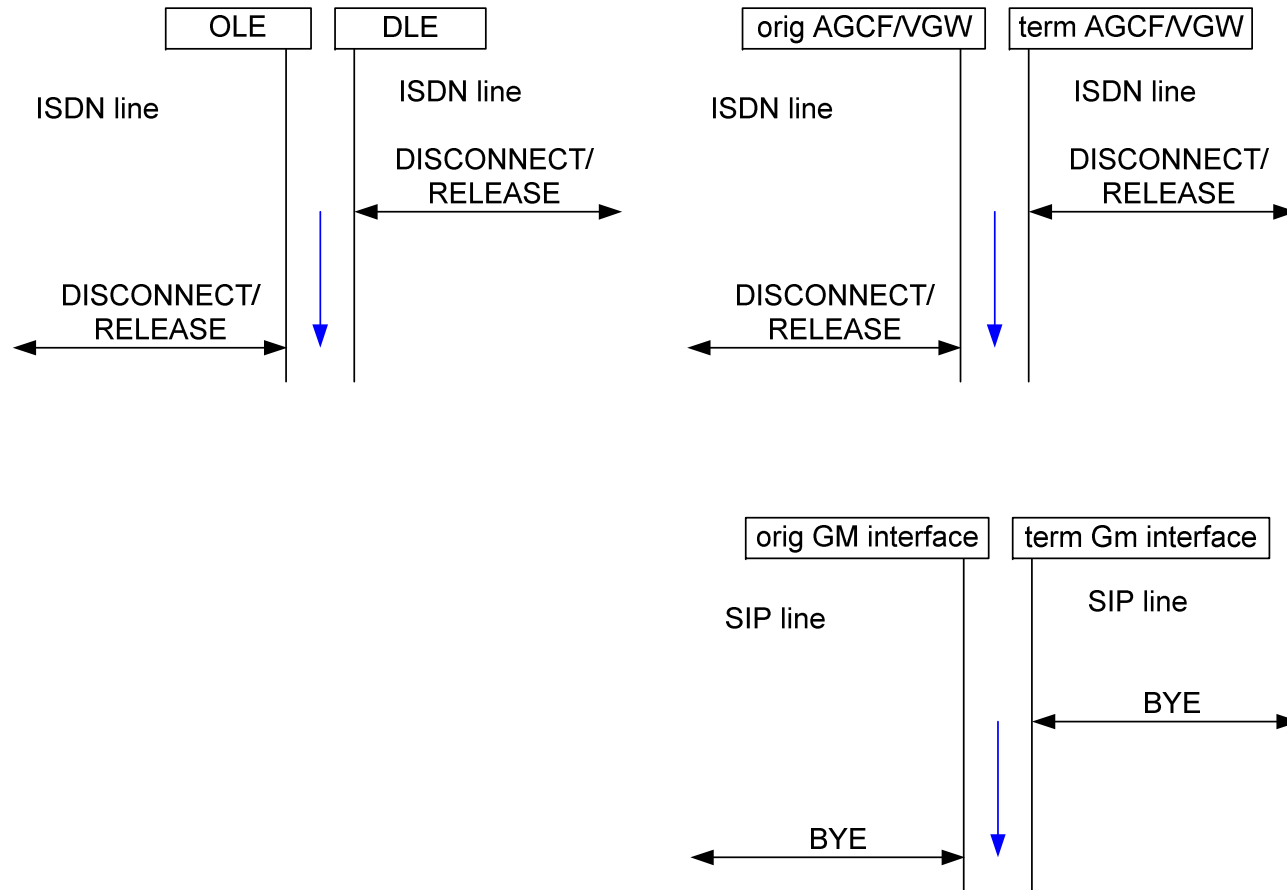 OLE
DLE
ISDN line
ISDN line
DISCONNECT/
RELEASE
DISCONNECT/
RELEASE
orig AGCF/VGW
term AGCF/VGW
ISDN line
ISDN line
DISCONNECT/
RELEASE
DISCONNECT/
RELEASE
orig GM interface
term Gm interface
SIP line
SIP line
BYE
BYE